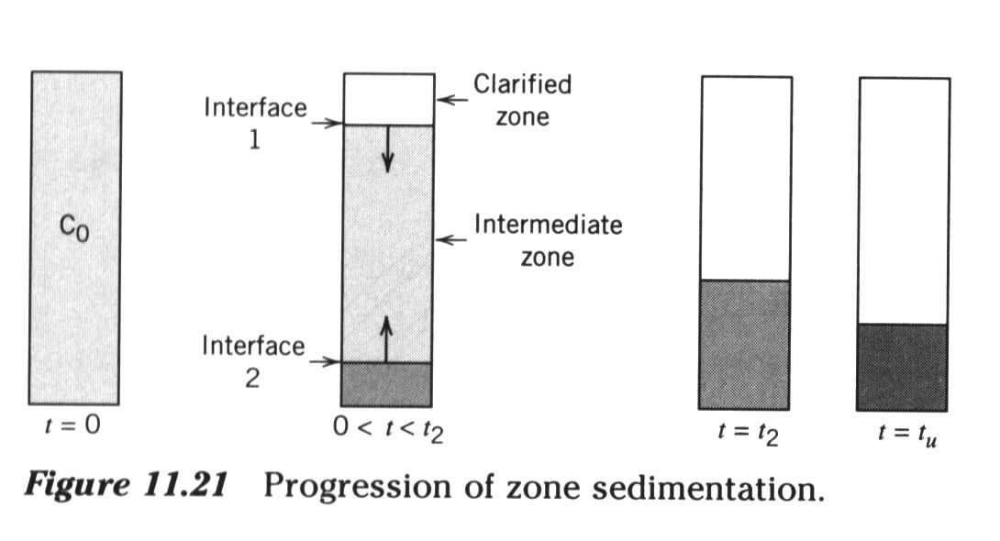 Clarified
zone
Interface
1
C0
Intermediate
zone
Interface
2
t = 0
0 < t < t2
t = t2
t = tu
Figure 11.21 Progression of zone sedimentation.